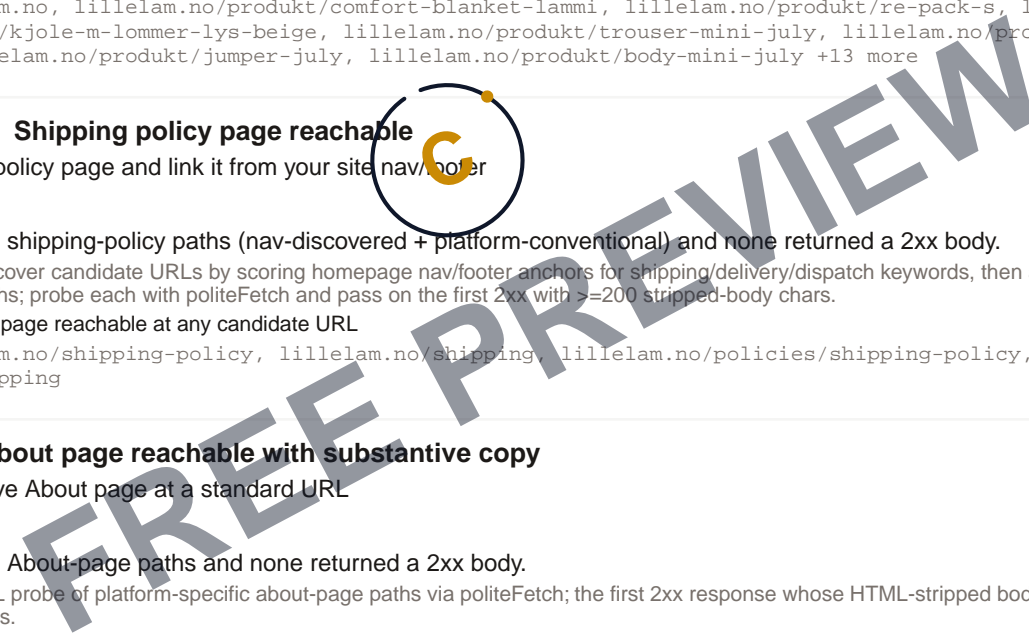 m.no, lillelam.no/produkt/comfort-blanket-lammi, lillelam.no/produkt/re-pack-s, l
/kjole-m-lommer-lys-beige, lillelam.no/produkt/trouser-mini-july, lillelam.no/pro
elam.no/produkt/jumper-july, lillelam.no/produkt/body-mini-july +13 more
Shipping policy page reachable
policy page and link it from your site nav/footer
C
shipping-policy paths (nav-discovered + platform-conventional) and none returned a 2xx body.
cover candidate URLs by scoring homepage nav/footer anchors for shipping/delivery/dispatch keywords, then
ns; probe each with politeFetch and pass on the first 2xx with >=200 stripped-body chars.
page reachable at any candidate URL
m.no/shipping-policy, lillelam.no/shipping, lillelam.no/policies/shipping-policy,
pping
bout page reachable with substantive copy
ve About page at a standard URL
About-page paths and none returned a 2xx body.
L probe of platform-specific about-page paths via politeFetch; the first 2xx response whose HTML-stripped bod
s.
FREE PREVIEW